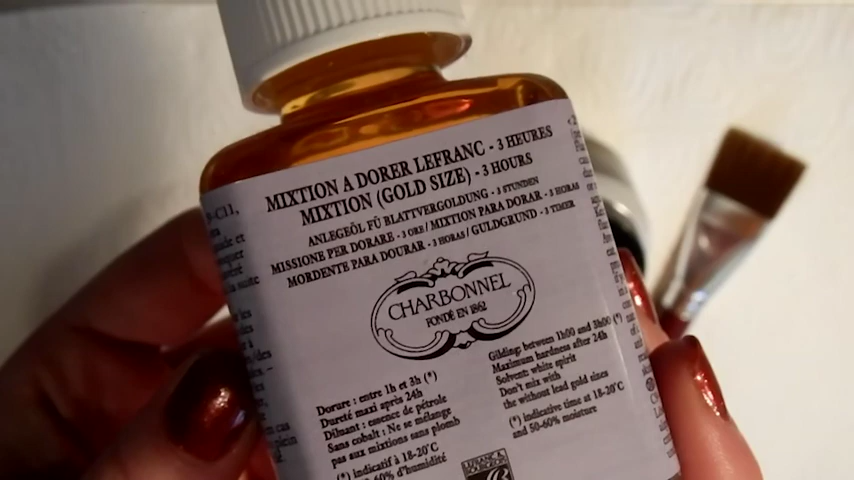 MIXTION A DORER LEFRANC - 3 HEURES
MIXTION (GOLD SIZE) - 3 HOURS
ANLEGEÖL FÜ BLATTVERGOLDUNG - 3 STUNDEN
MISSIONE PER DORARE - 3 ORE / MIXTION PARA DORAR - 3 HORAS
MORDENTE PARA DOURAR - 3 HORAS / GULDGRUND - 3 TIMER
CHARBONNEL
FONDÉ EN 1862
Dorure : entre 1h et 3h (*)
Dureté maxi après 24h
Diluant : essence de pétrole
Sans cobalt : Ne se mélange
pas aux mixtions sans plomb
(*) indicatif à 18-20°C
60% d'humidité
Gilding: between 1h00 and 3h00 (*)
Maximum hardness after 24h
Solvent: white spirit
Don't mix with
the without lead gold sizes
(*) indicative time at 18-20°C
and 50-60% moisture
LEFRANC &
BOURGEOIS